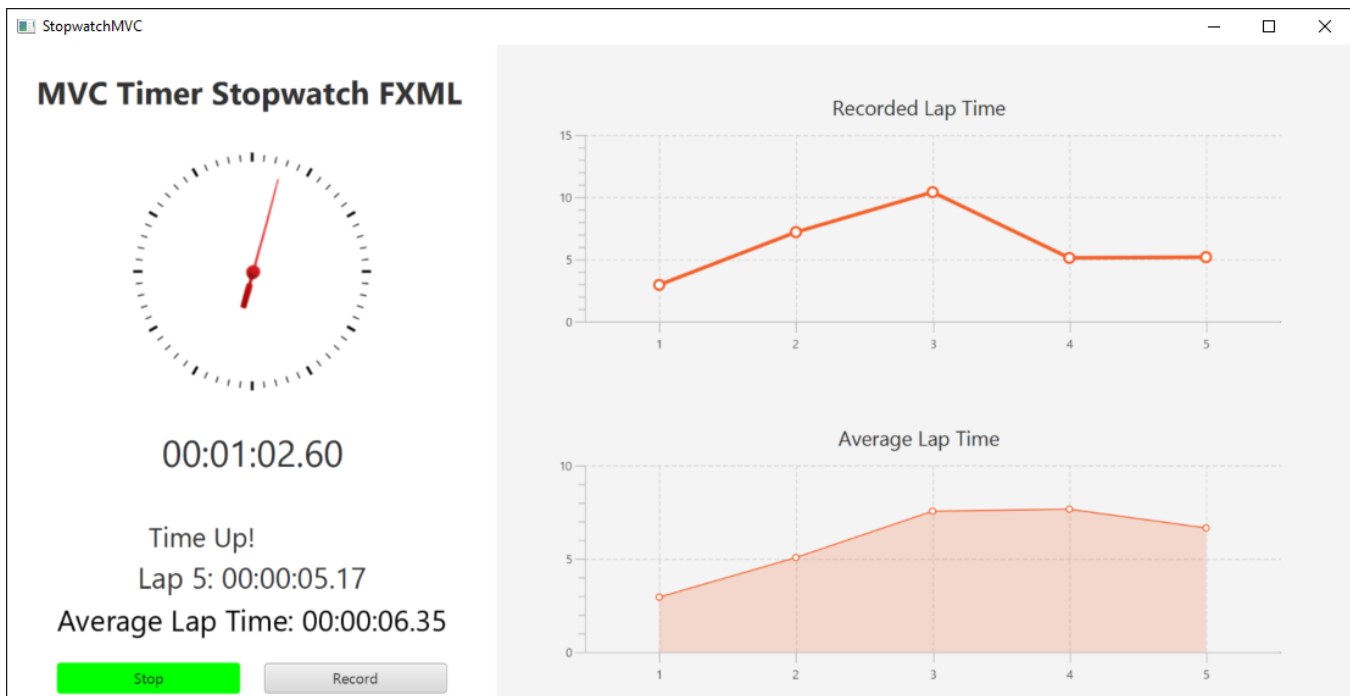 StopwatchMVC
MVC Timer Stopwatch FXML
00:01:02.60
Time Up!
Lap 5: 00:00:05.17
Average Lap Time: 00:00:06.35
Stop
Record
Recorded Lap Time
15
10
5
0
1 2 3 4 5
Average Lap Time
10
5
0
1 2 3 4 5